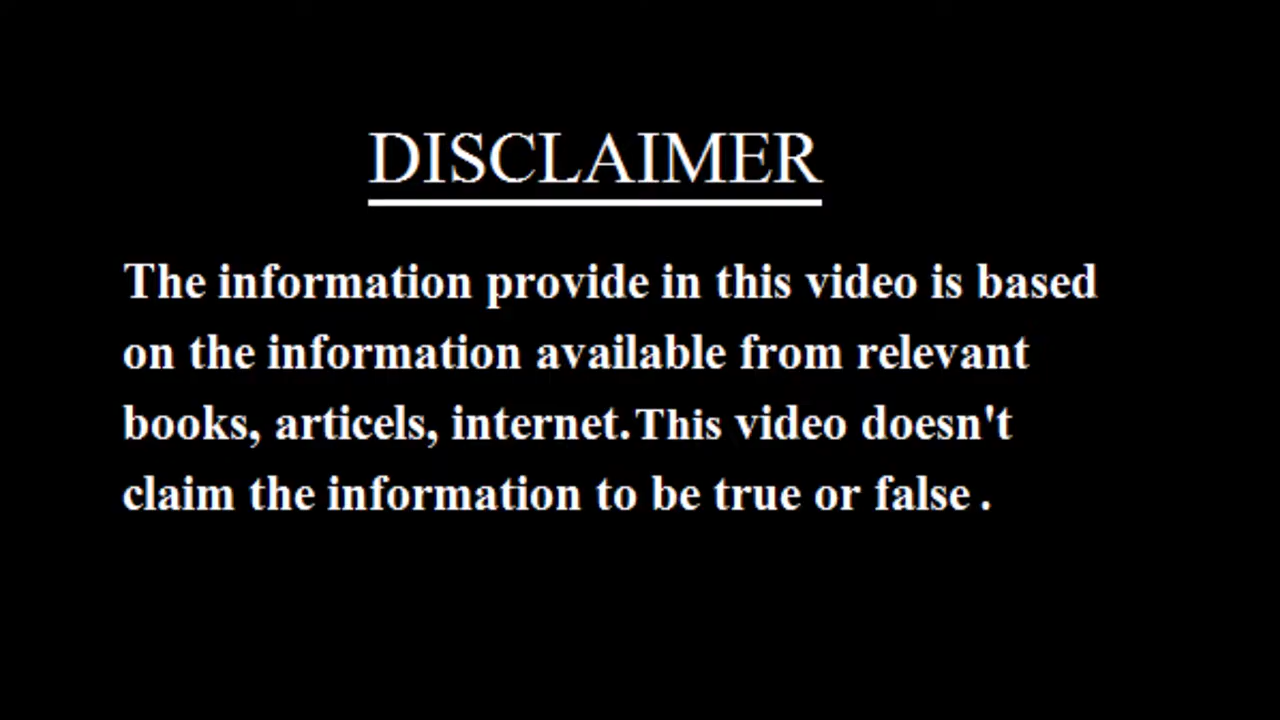 DISCLAIMER
The information provide in this video is based
on the information available from relevant
books, articels, internet.This video doesn't
claim the information to be true or false .